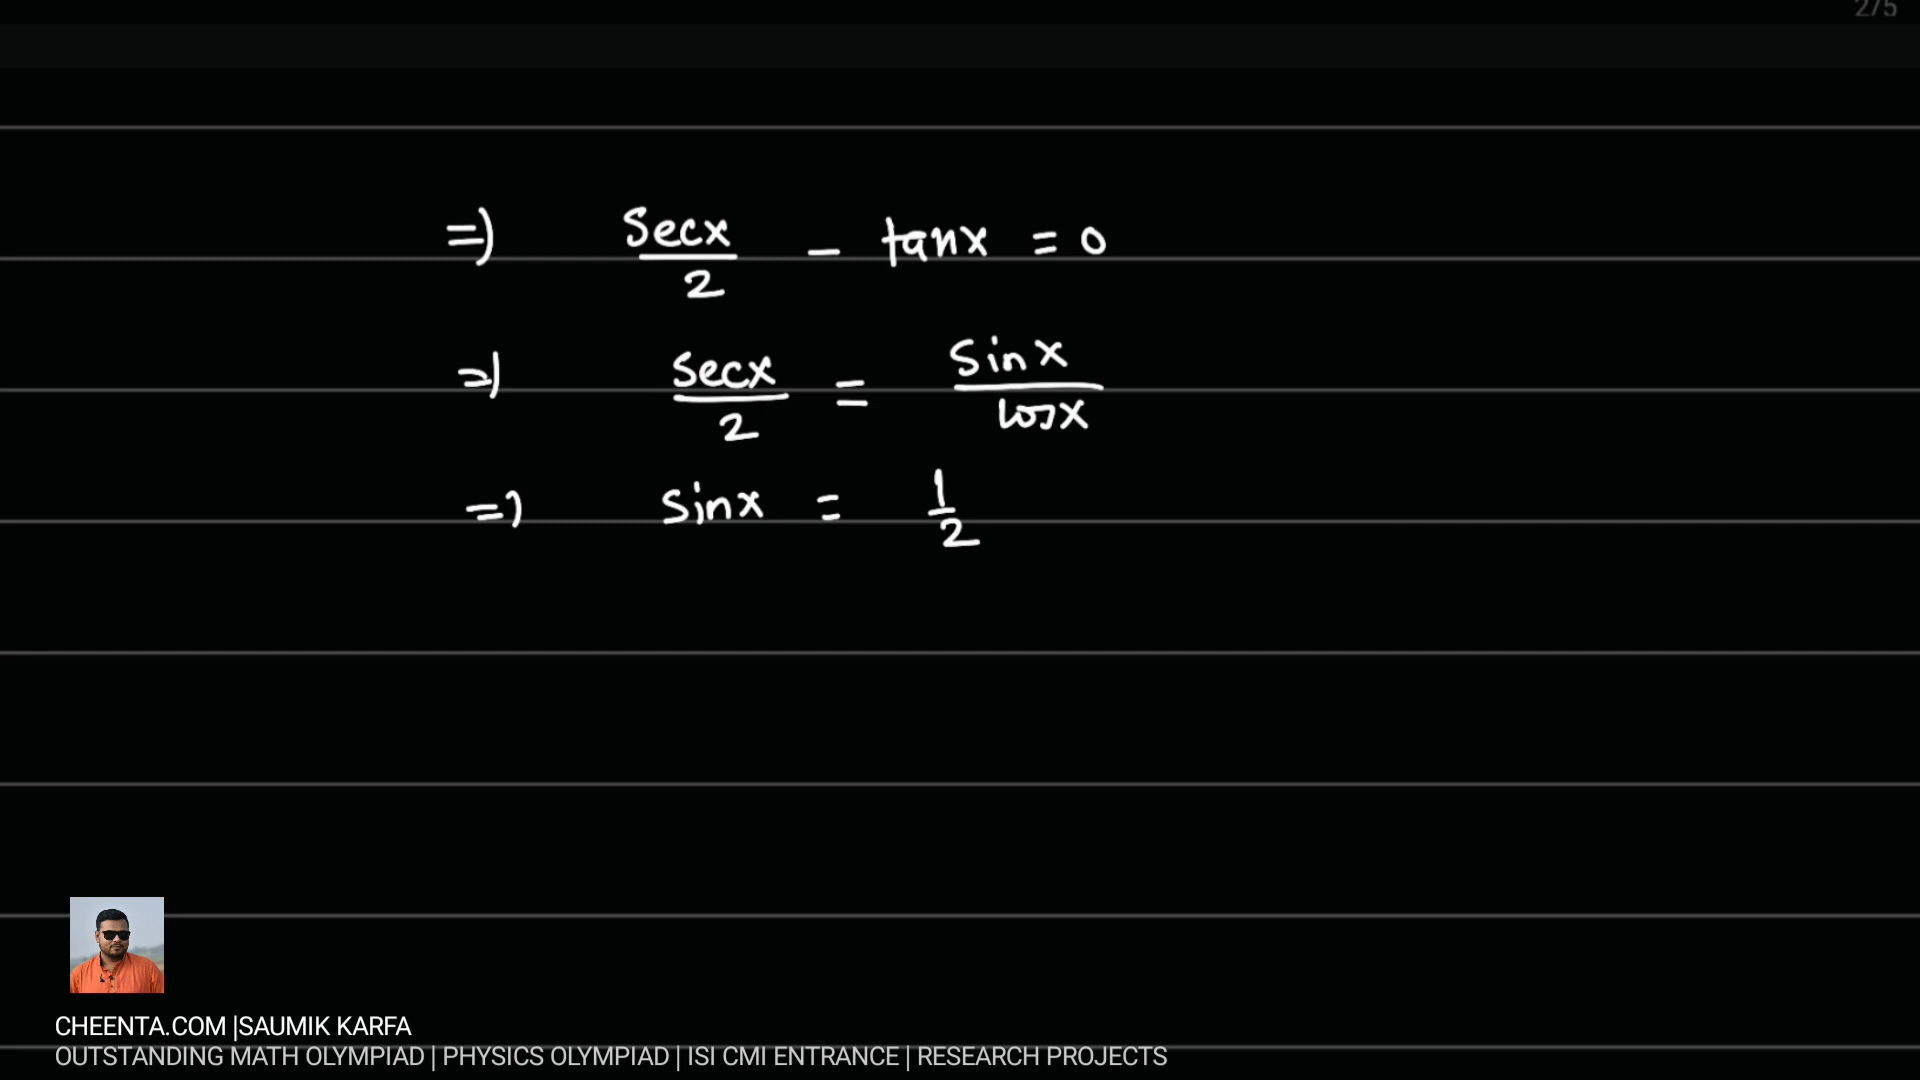 2/5
=> secx/2 - tanx = 0
=> secx/2 = sinx/cosx
=> sinx = 1/2
CHEENTA.COM |SAUMIK KARFA
OUTSTANDING MATH OLYMPIAD | PHYSICS OLYMPIAD | ISI CMI ENTRANCE | RESEARCH PROJECTS